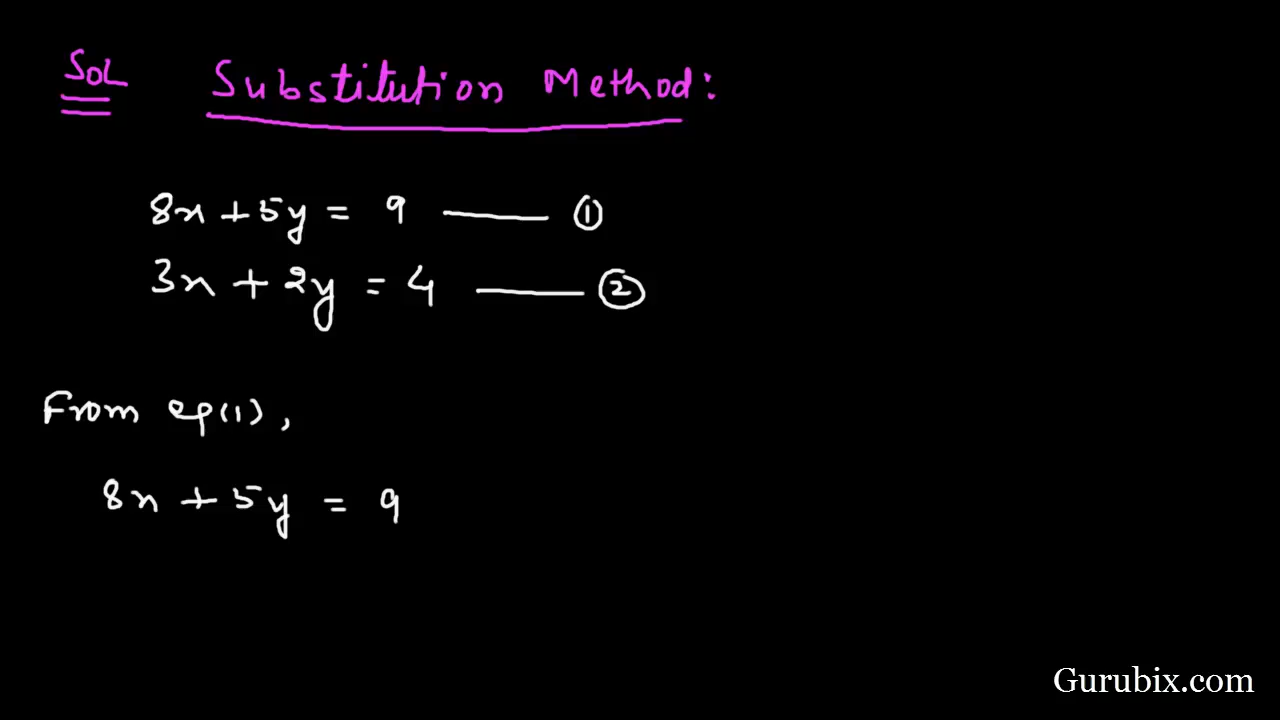 Sol Substitution Method:
8x + 5y = 9 —— ①
3x + 2y = 4 —— ②
From eq(1),
8x + 5y = 9
Gurubix.com